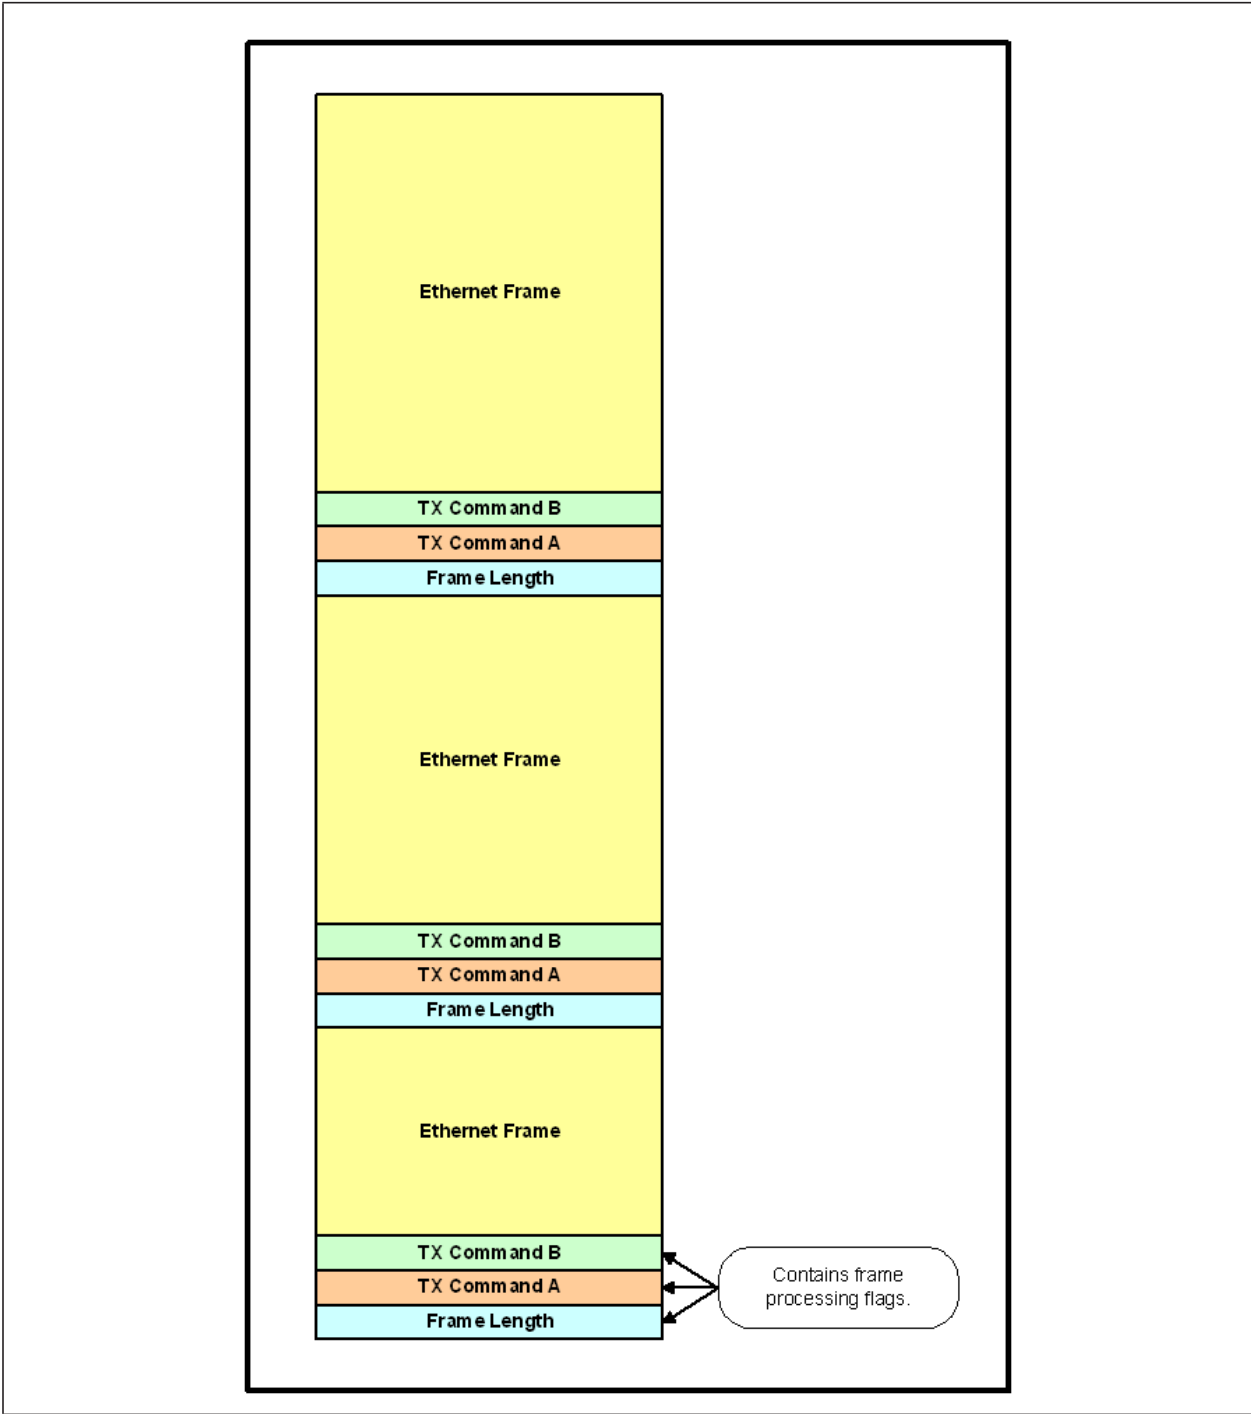 Ethernet Frame
TX Command B
TX Command A
Frame Length
Ethernet Frame
TX Command B
TX Command A
Frame Length
Ethernet Frame
TX Command B
TX Command A
Frame Length
Contains frame
processing flags.